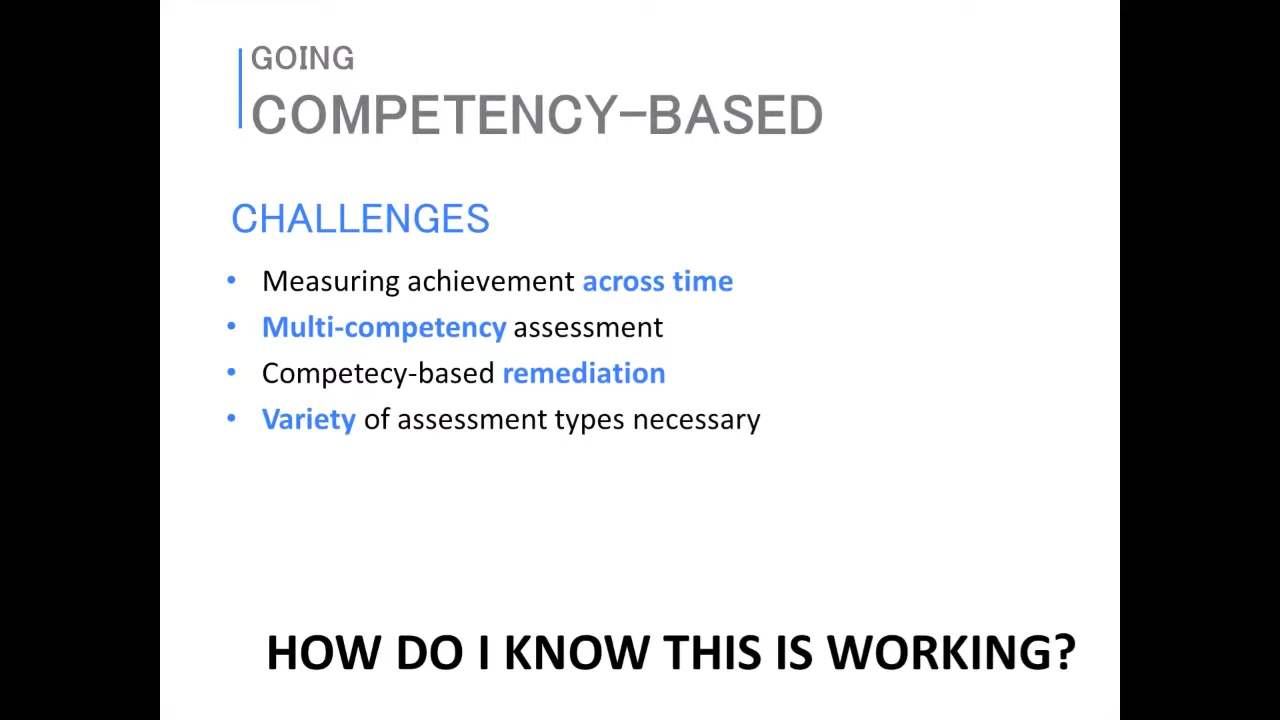 GOING
COMPETENCY-BASED
CHALLENGES
• Measuring achievement across time
• Multi-competency assessment
• Competecy-based remediation
• Variety of assessment types necessary
HOW DO I KNOW THIS IS WORKING?